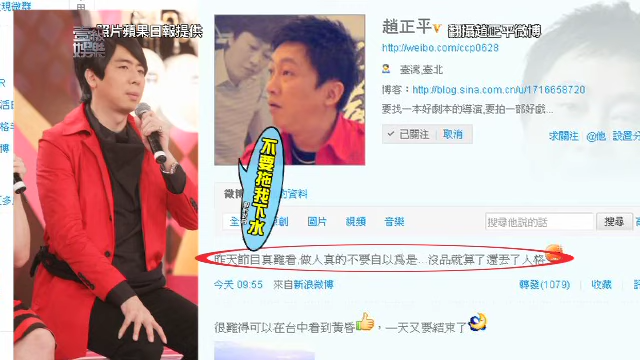 照片蘋果日報提供
翻攝趙正平微博
趙正平
http://weibo.com/ccp0628
臺灣,臺北
博客：http://blog.sina.com.cn/u/1716658720
要找一本好劇本的導演,要拍一部好戲...
已關注
取消
求關注
@他
設置分
不要拖我下水
微博
的資料
原創
圖片
視頻
音樂
搜尋他說的話
搜尋
昨天節目真難看,做人真的不要自以為是...沒品就算了還丟了人格
今天 09:55
來自新浪微博
轉發(1079)
收藏
很難得可以在台中看到黃昏
，一天又要結束了